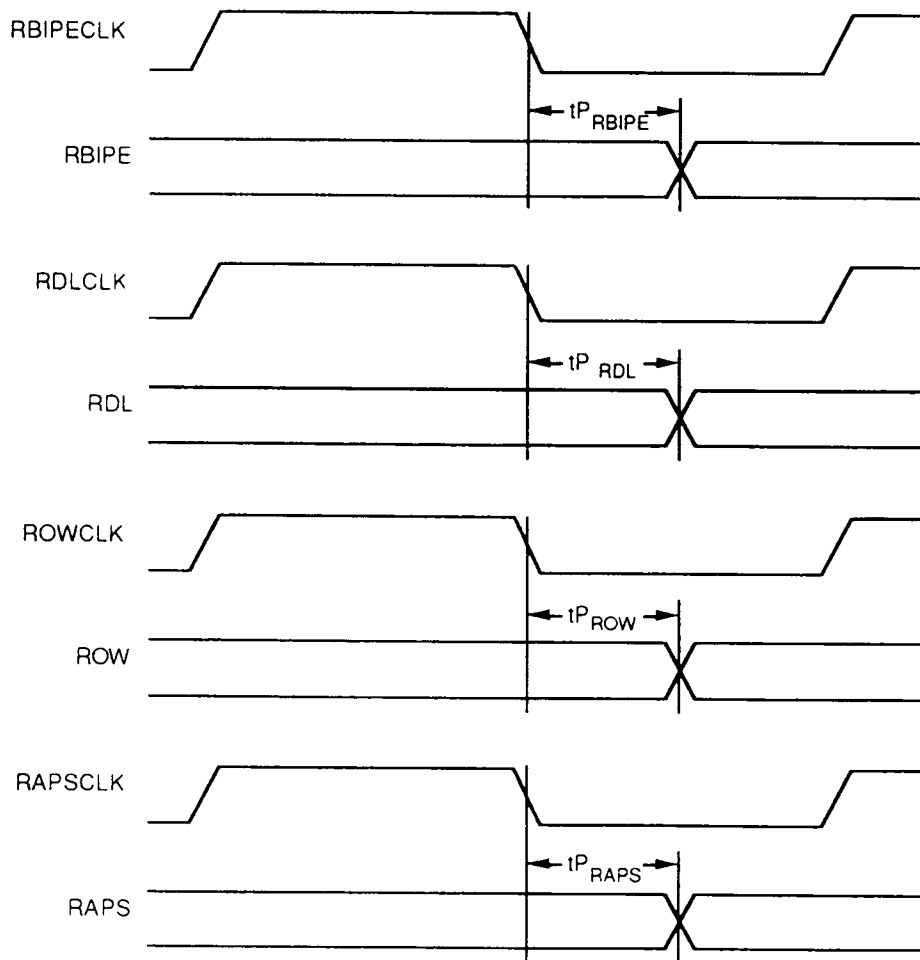 RBIPECLK
tP RBIPE
RBIPE
RDLCLK
tP RDL
RDL
ROWCLK
tP ROW
ROW
RAPSCLK
tP RAPS
RAPS